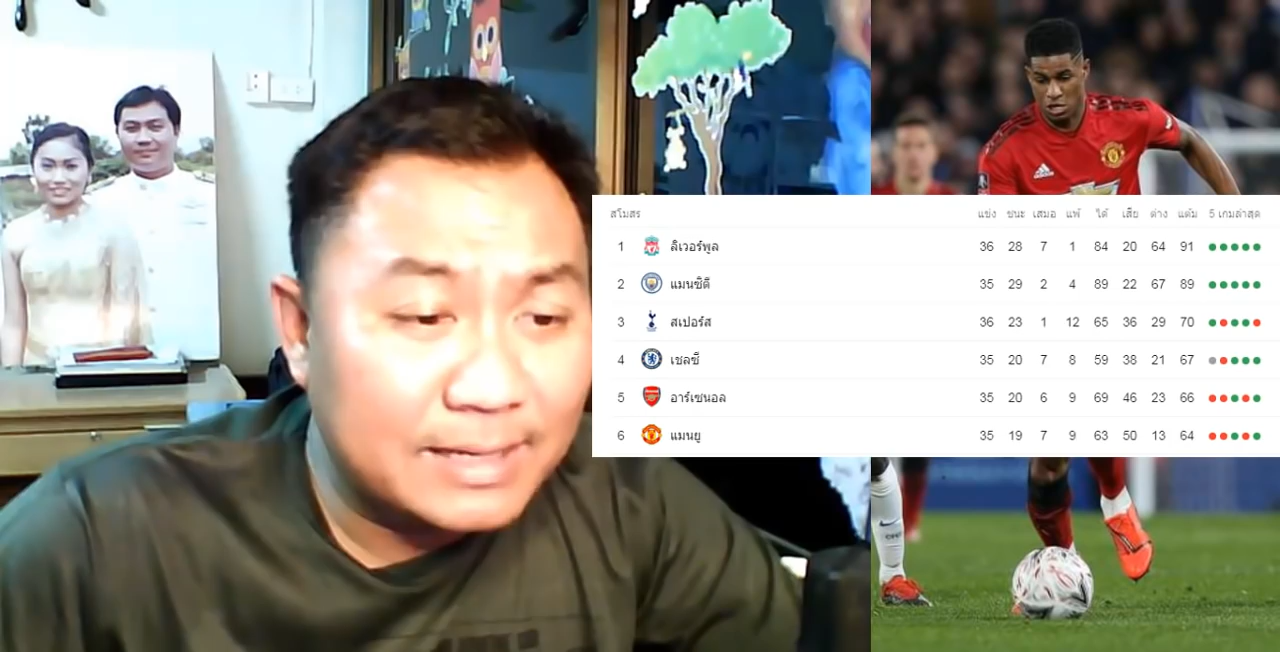 สโมสร แข่ง ชนะ เสมอ แพ้ ได้ เสีย ต่าง แต้ม 5 เกมล่าสุด
1 ลิเวอร์พูล 36 28 7 1 84 20 64 91
2 แมนซิตี 35 29 2 4 89 22 67 89
3 สเปอร์ส 36 23 1 12 65 36 29 70
4 เชลซี 35 20 7 8 59 38 21 67
5 อาร์เซนอล 35 20 6 9 69 46 23 66
6 แมนยู 35 19 7 9 63 50 13 64